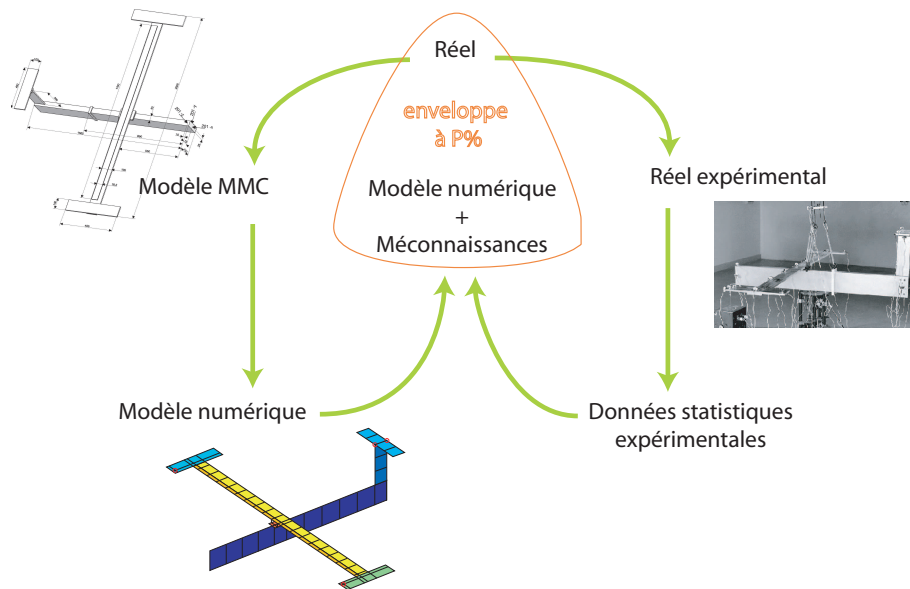 Réel
enveloppe
à P%
Modèle numérique
+
Méconnaissances
Modèle MMC
Réel expérimental
Modèle numérique
Données statistiques
expérimentales